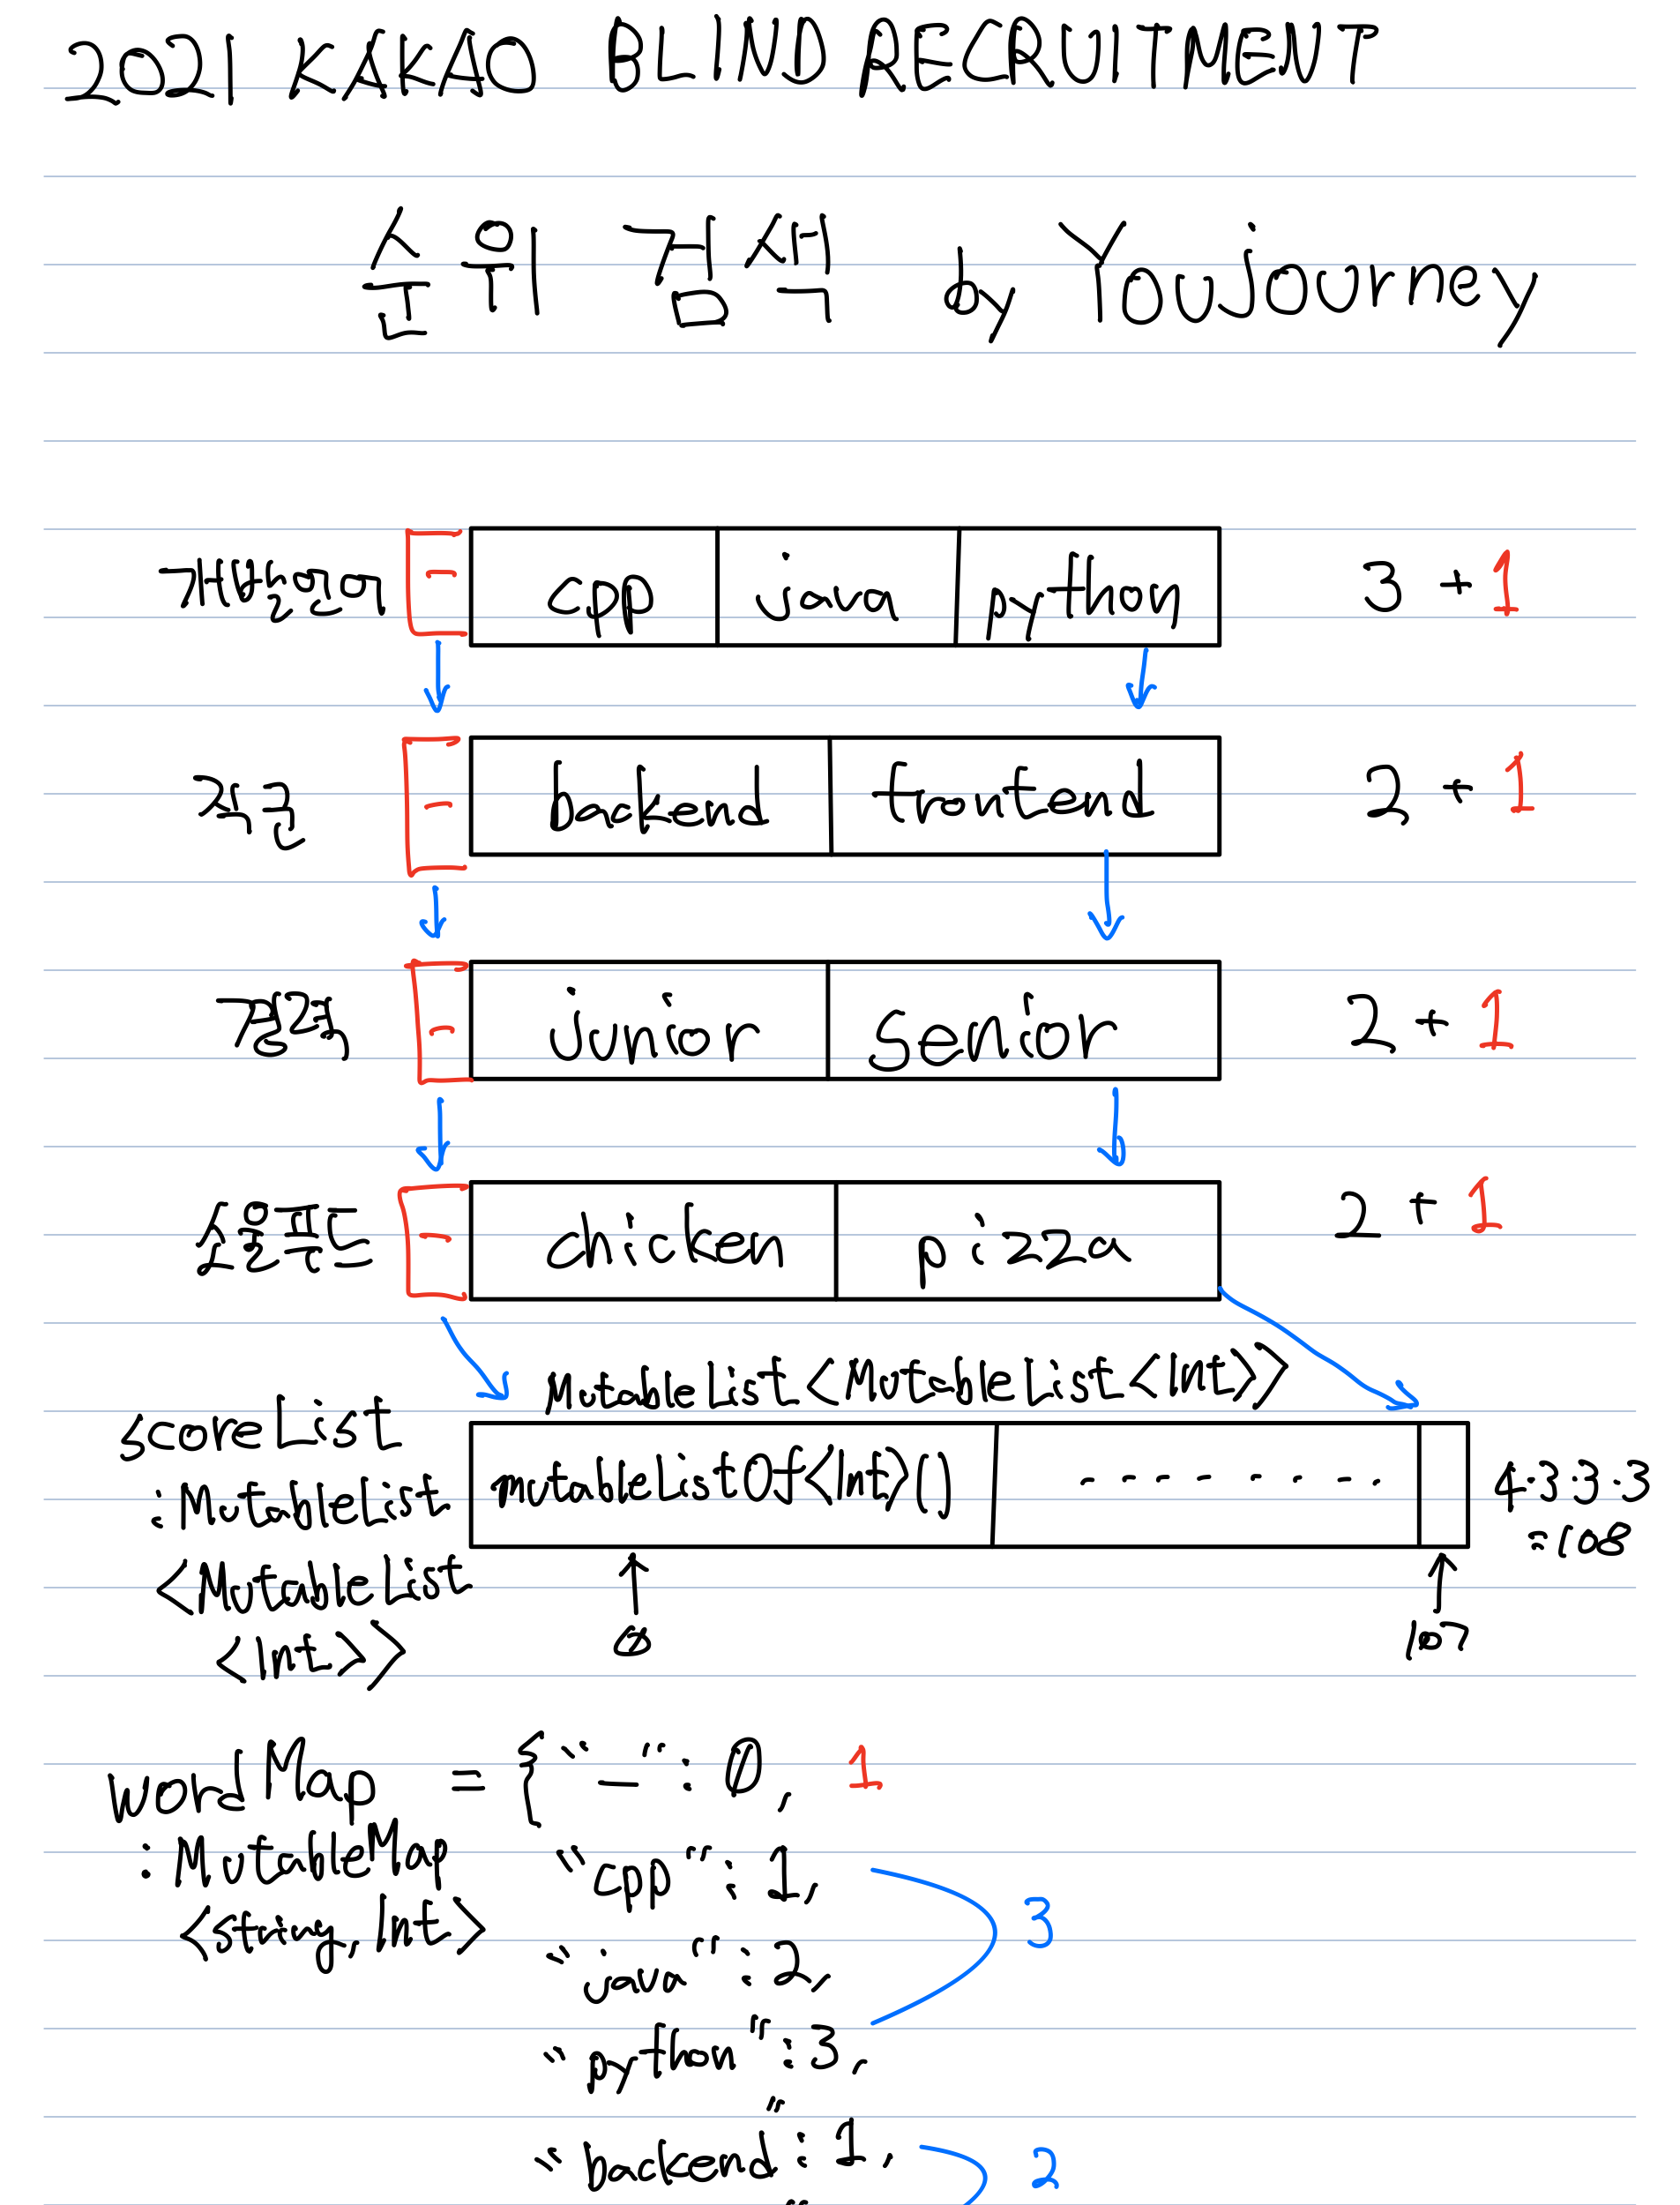 2021 KAKAO BLIND RECRUITMENT
순위 검색 by Youjourney
개발언어 - cpp java python 3 + 1
직군 - backend frontend 2 + 1
경력 - junior senior 2 + 1
소울푸드 - chicken pizza 2 + 1
MutableList<MutableList<Int>>
scoreList
: MutableList
<MutableList
<Int>>
mutableListOf<Int>() - - - - - - - -
4·3·3·3
=108
0 107
wordMap = { "-" : 0, 1
: MutableMap
<String, Int>
"cpp" : 1,
"java" : 2,
3
"python" : 3,
"backend" : 1,
2